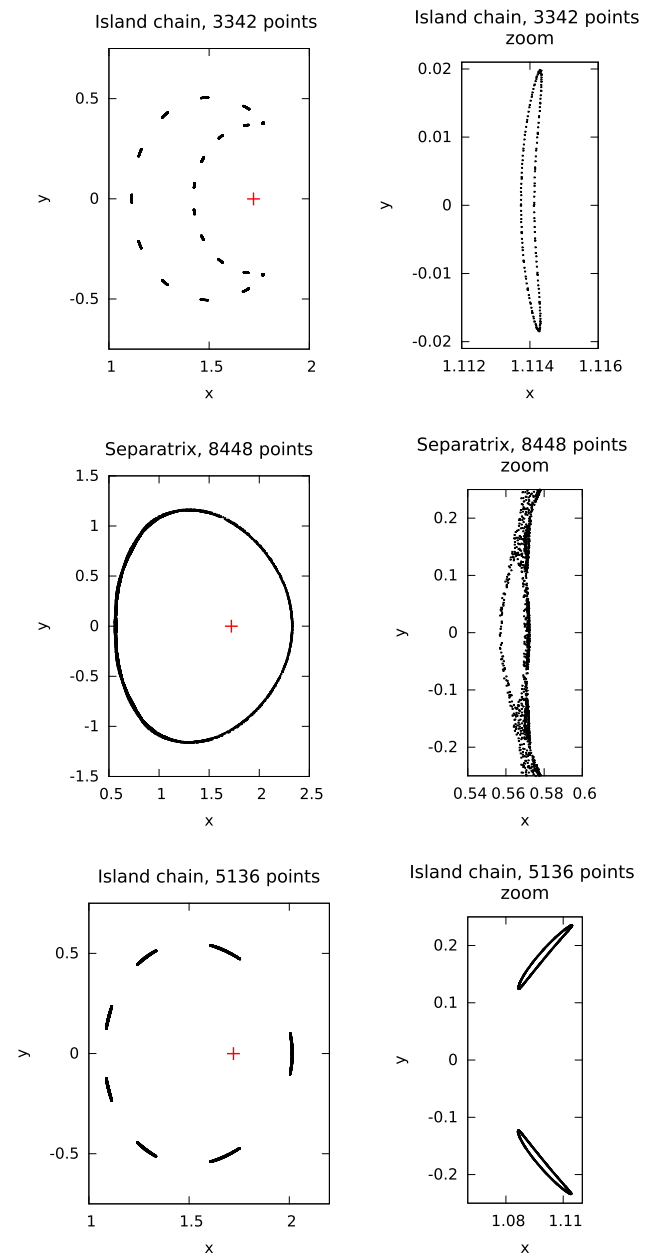 Island chain, 3342 points
0.5
0
-0.5
y
1
1.5
2
x
Island chain, 3342 points
zoom
0.02
0.01
0
-0.01
-0.02
y
1.112
1.114
1.116
x
Separatrix, 8448 points
1.5
1
0.5
0
-0.5
-1
-1.5
y
0.5
1
1.5
2
2.5
x
Separatrix, 8448 points
zoom
0.2
0.1
0
-0.1
-0.2
y
0.54 0.56 0.58 0.6
x
Island chain, 5136 points
0.5
0
-0.5
y
1
1.5
2
x
Island chain, 5136 points
zoom
0.2
0.1
0
-0.1
-0.2
y
1.08
1.11
x